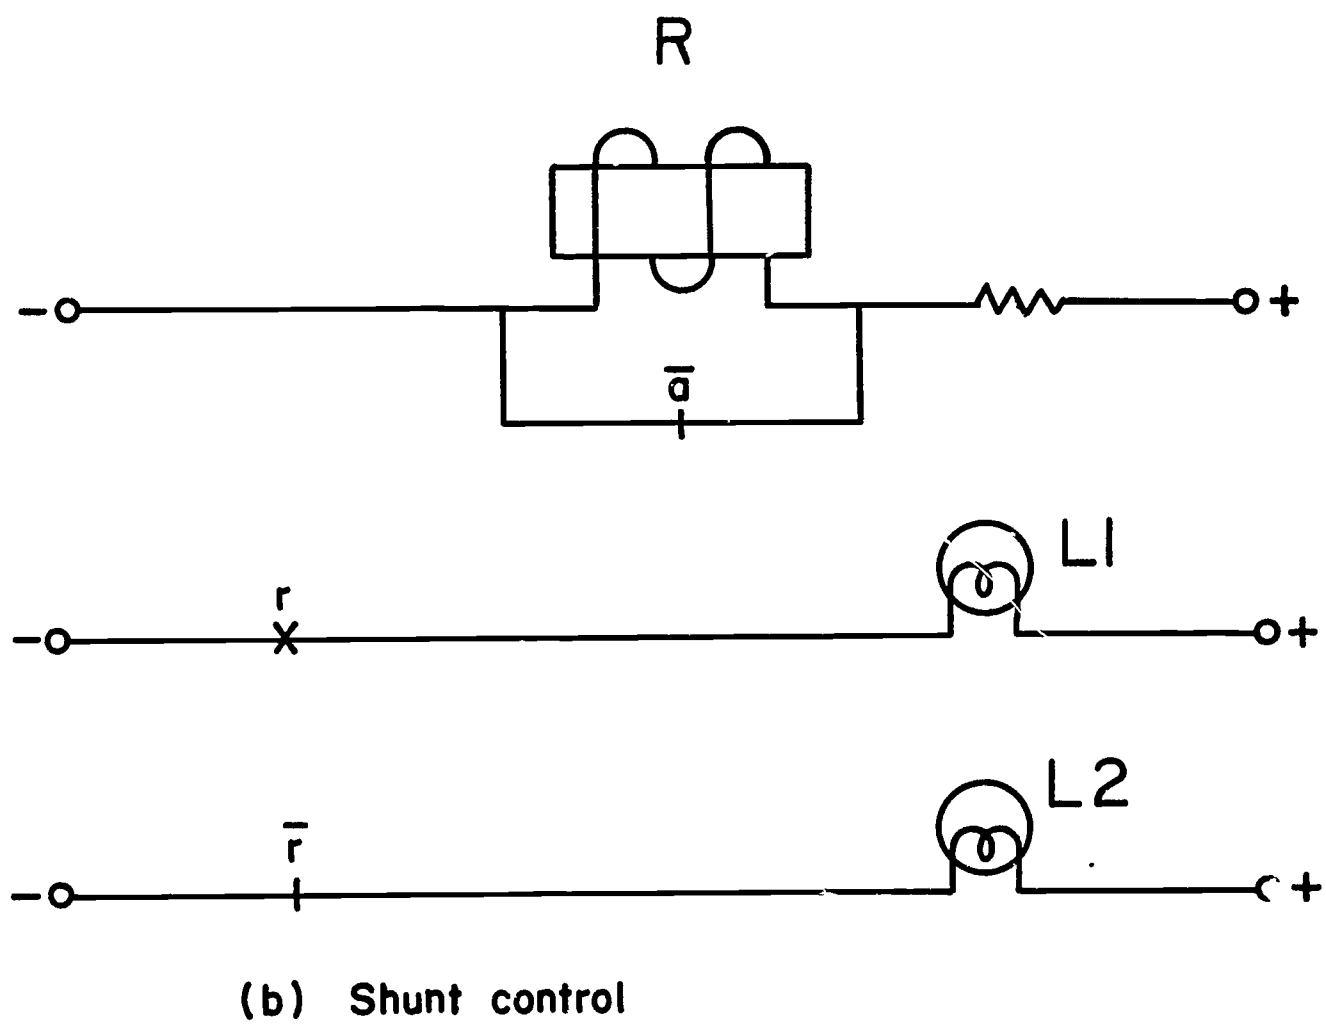 R
− +
a̅
L1
r
− +
L2
r̅
− +
(b) Shunt control